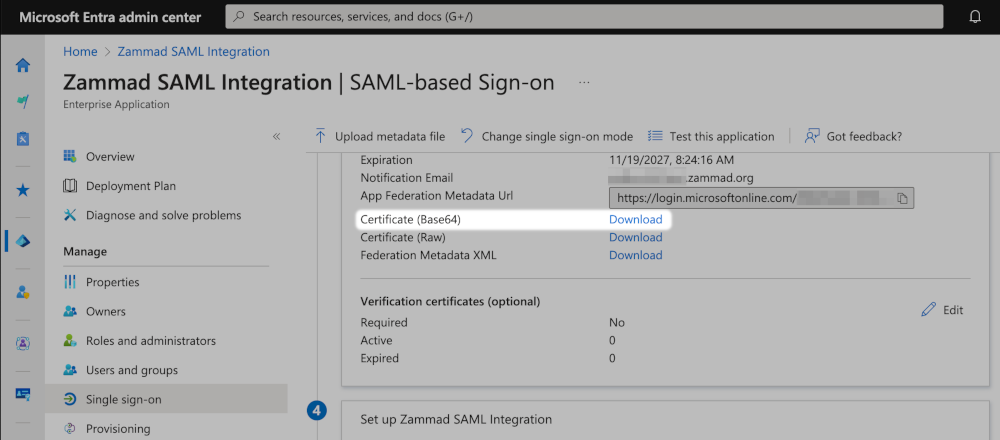 Microsoft Entra admin center
Search resources, services, and docs (G+/)
Home > Zammad SAML Integration
Zammad SAML Integration | SAML-based Sign-on ...
Enterprise Application
Upload metadata file
Change single sign-on mode
Test this application
Got feedback?
Overview
Deployment Plan
Diagnose and solve problems
Manage
Properties
Owners
Roles and administrators
Users and groups
Single sign-on
Provisioning
Expiration 11/19/2027, 8:24:16 AM
Notification Email .zammad.org
App Federation Metadata Url https://login.microsoftonline.com/
Certificate (Base64) Download
Certificate (Raw) Download
Federation Metadata XML Download
Verification certificates (optional)
Edit
Required No
Active 0
Expired 0
4 Set up Zammad SAML Integration